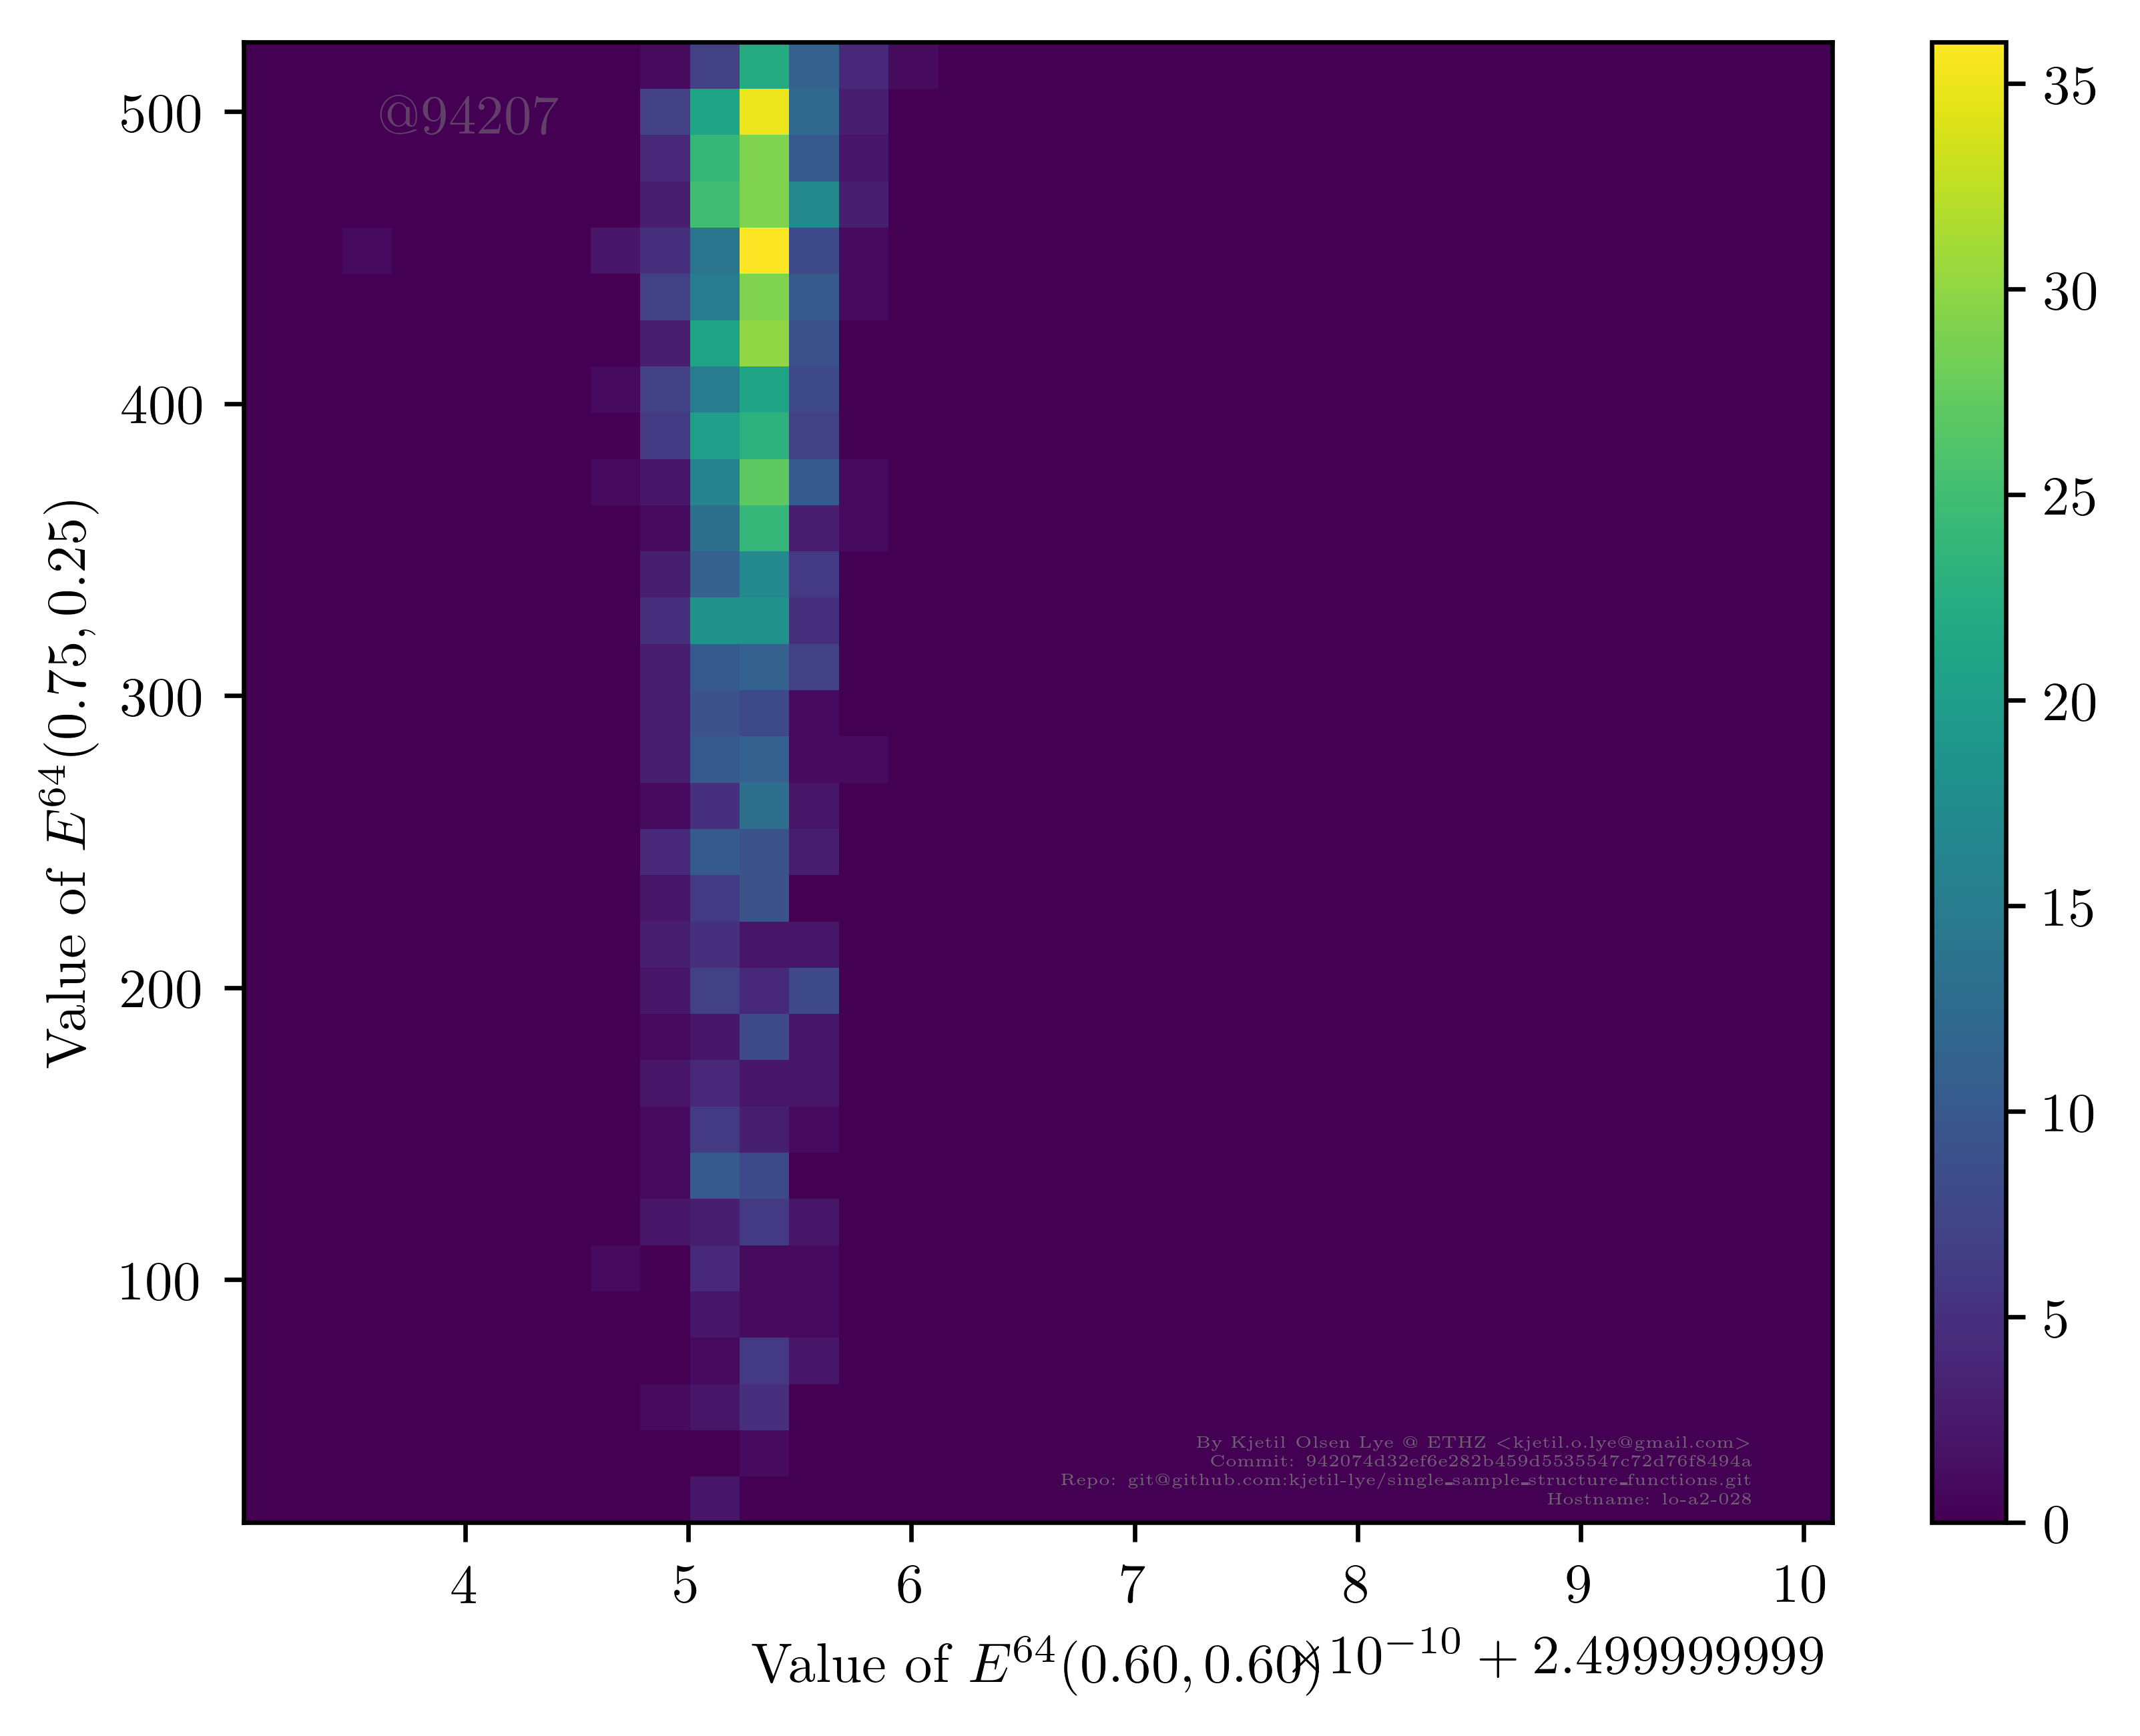 @94207
500
400
300
200
100
Value of E^64(0.75, 0.25)
35
30
25
20
15
10
5
0
By Kjetil Olsen Lye @ ETHZ <kjetil.o.lye@gmail.com>
Commit: 942074d32ef6e282b459d5535547c72d76f8494a
Repo: git@github.com:kjetil-lye/single_sample_structure_functions.git
Hostname: lo-a2-028
4 5 6 7 8 9 10
Value of E^64(0.60, 0.60) ×10^−10 + 2.499999999